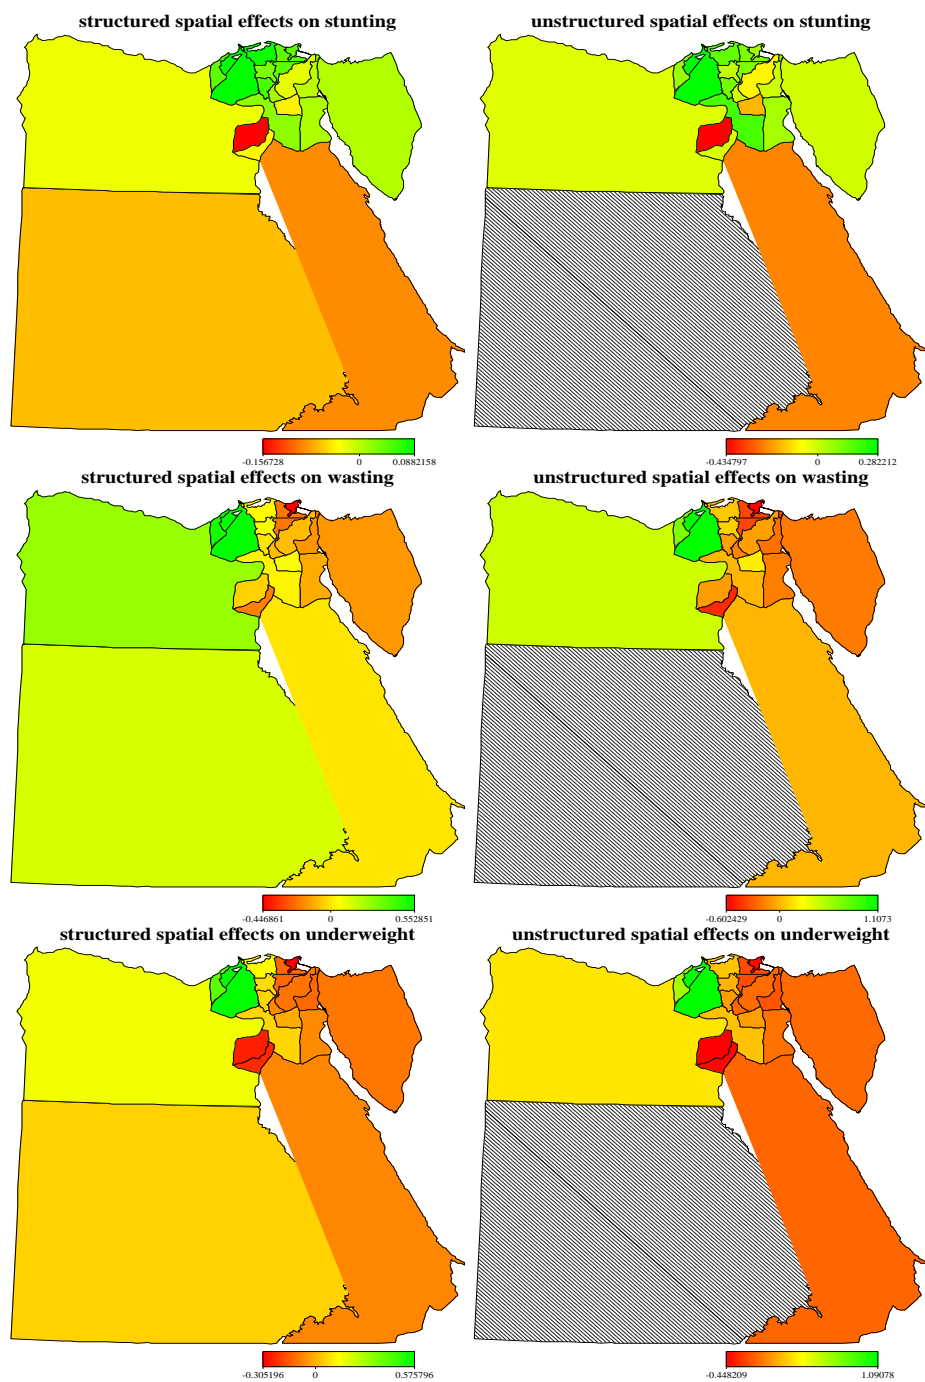 structured spatial effects on stunting
unstructured spatial effects on stunting
-0.156728 0 0.0882158
-0.434797 0 0.282212
structured spatial effects on wasting
unstructured spatial effects on wasting
-0.446861 0 0.552851
-0.602429 0 1.1073
structured spatial effects on underweight
unstructured spatial effects on underweight
-0.305196 0 0.575796
-0.448209 0 1.09078